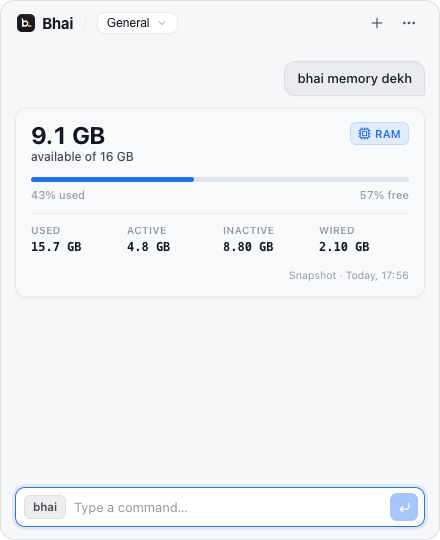 b_ Bhai / General
bhai memory dekh
9.1 GB
RAM
available of 16 GB
43% used 57% free
USED ACTIVE INACTIVE WIRED
15.7 GB 4.8 GB 8.80 GB 2.10 GB
Snapshot · Today, 17:56
bhai Type a command...